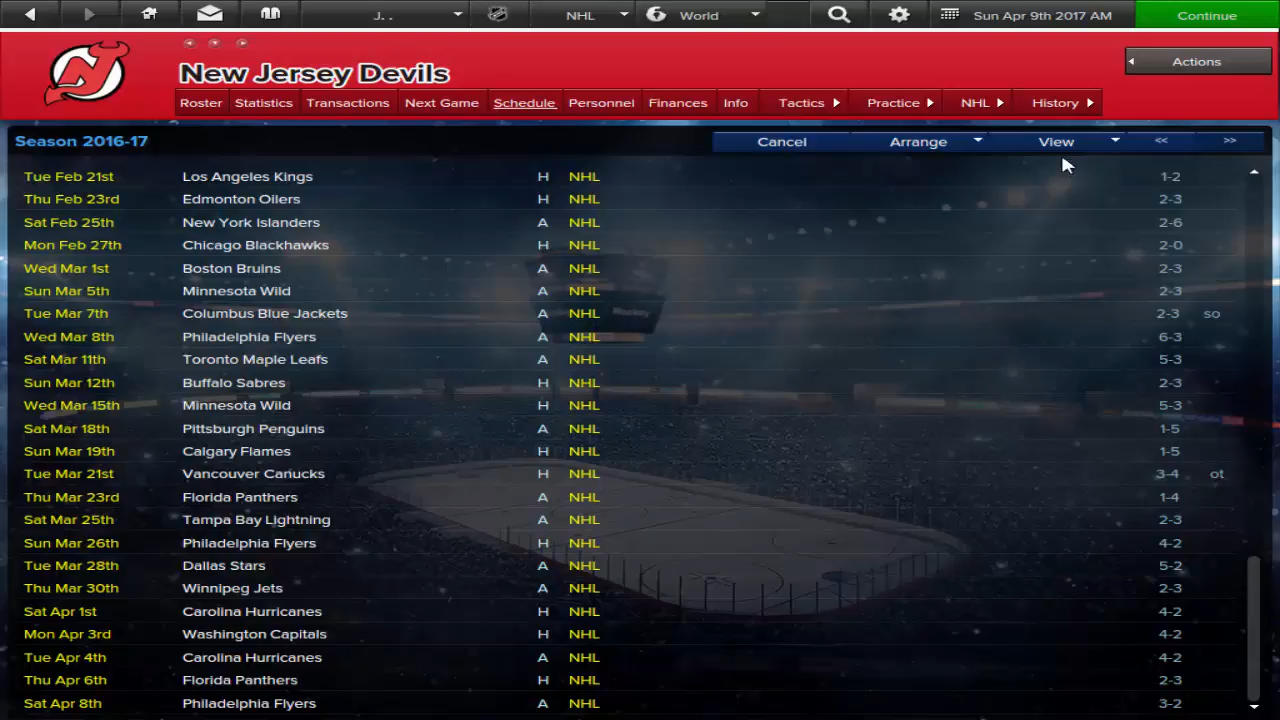 J. . NHL World Sun Apr 9th 2017 AM Continue
New Jersey Devils
Actions
Roster Statistics Transactions Next Game Schedule Personnel Finances Info Tactics Practice NHL History
Season 2016-17 Cancel Arrange View << >>
Tue Feb 21st Los Angeles Kings H NHL 1-2
Thu Feb 23rd Edmonton Oilers H NHL 2-3
Sat Feb 25th New York Islanders A NHL 2-6
Mon Feb 27th Chicago Blackhawks H NHL 2-0
Wed Mar 1st Boston Bruins A NHL 2-3
Sun Mar 5th Minnesota Wild A NHL 2-3
Tue Mar 7th Columbus Blue Jackets A NHL 2-3 so
Wed Mar 8th Philadelphia Flyers A NHL 6-3
Sat Mar 11th Toronto Maple Leafs A NHL 5-3
Sun Mar 12th Buffalo Sabres H NHL 2-3
Wed Mar 15th Minnesota Wild H NHL 5-3
Sat Mar 18th Pittsburgh Penguins A NHL 1-5
Sun Mar 19th Calgary Flames H NHL 1-5
Tue Mar 21st Vancouver Canucks H NHL 3-4 ot
Thu Mar 23rd Florida Panthers A NHL 1-4
Sat Mar 25th Tampa Bay Lightning A NHL 2-3
Sun Mar 26th Philadelphia Flyers H NHL 4-2
Tue Mar 28th Dallas Stars A NHL 5-2
Thu Mar 30th Winnipeg Jets A NHL 2-3
Sat Apr 1st Carolina Hurricanes H NHL 4-2
Mon Apr 3rd Washington Capitals H NHL 4-2
Tue Apr 4th Carolina Hurricanes A NHL 4-2
Thu Apr 6th Florida Panthers H NHL 2-3
Sat Apr 8th Philadelphia Flyers A NHL 3-2